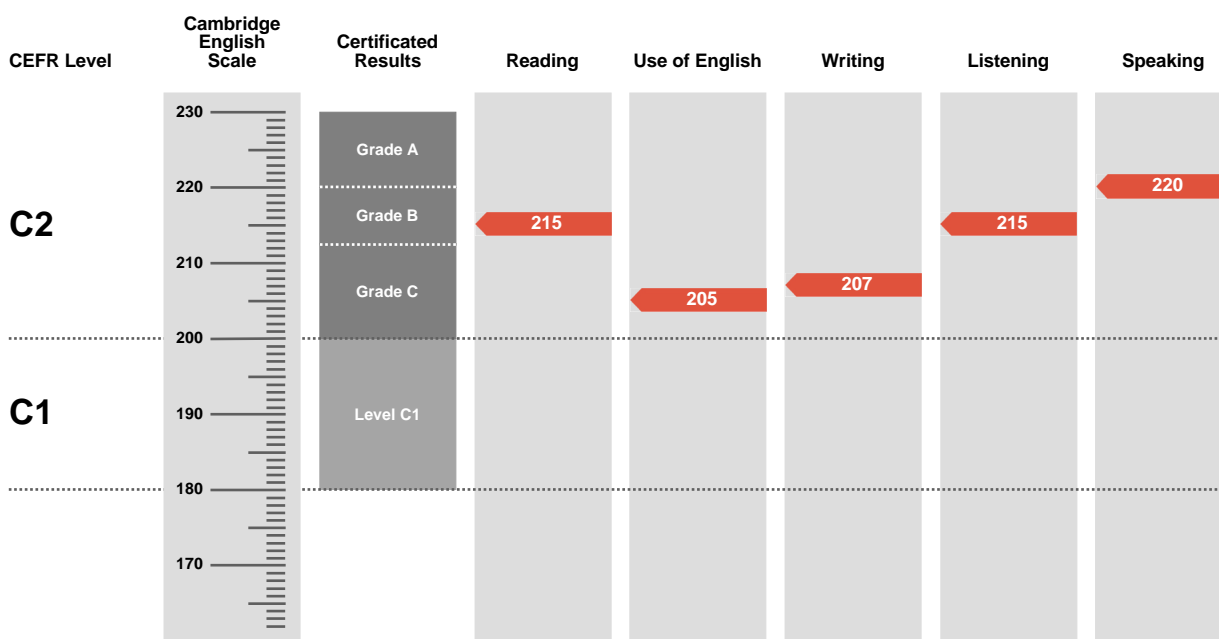 CEFR Level
Cambridge
English
Scale
Certificated
Results
Reading
Use of English
Writing
Listening
Speaking
230
Grade A
220
220
C2
Grade B
215
215
210
Grade C
207
205
200
C1
190
Level C1
180
170